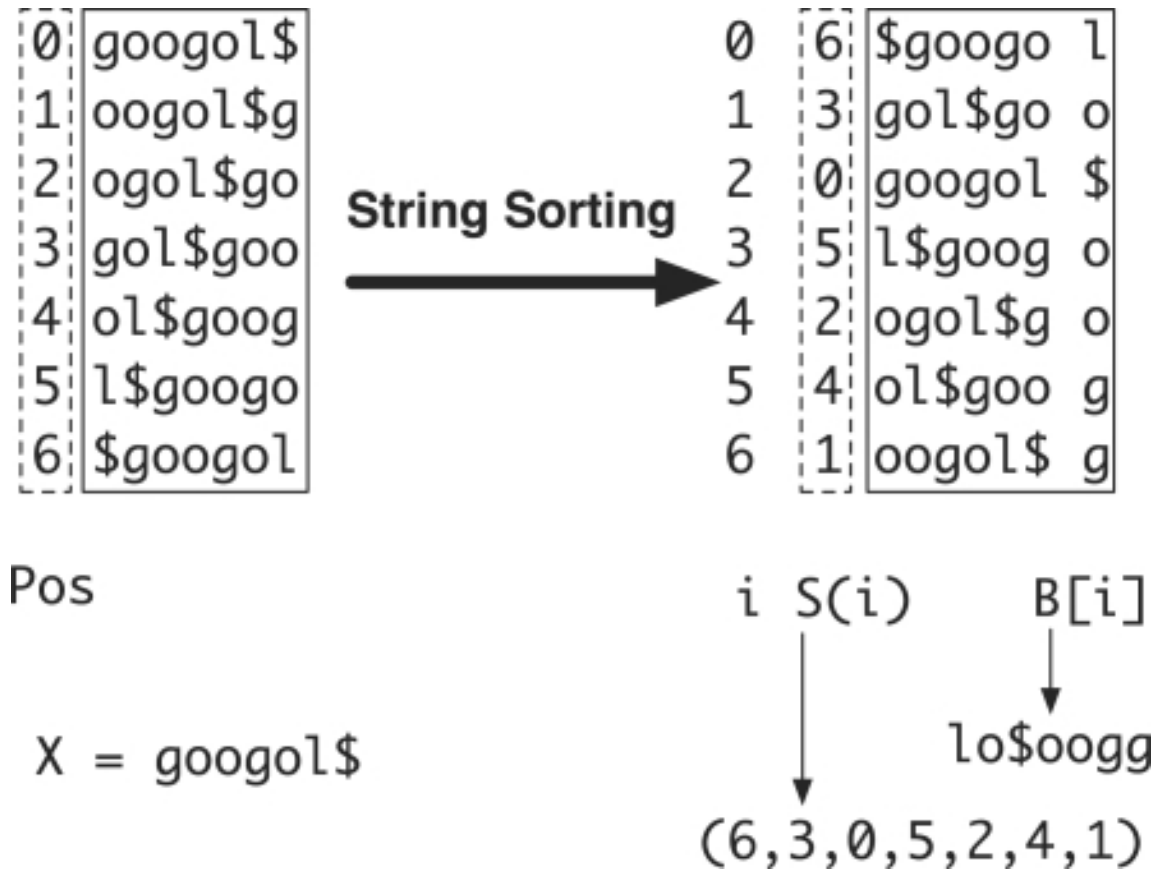 0 googol$ 0 6 $googo l
1 oogol$g 1 3 gol$go o
2 ogol$go 2 0 googol $
String Sorting
3 gol$goo 3 5 l$goog o
4 ol$goog 4 2 ogol$g o
5 l$googo 5 4 ol$goo g
6 $googol 6 1 oogol$ g
Pos i S(i) B[i]
X = googol$ lo$oogg
(6,3,0,5,2,4,1)